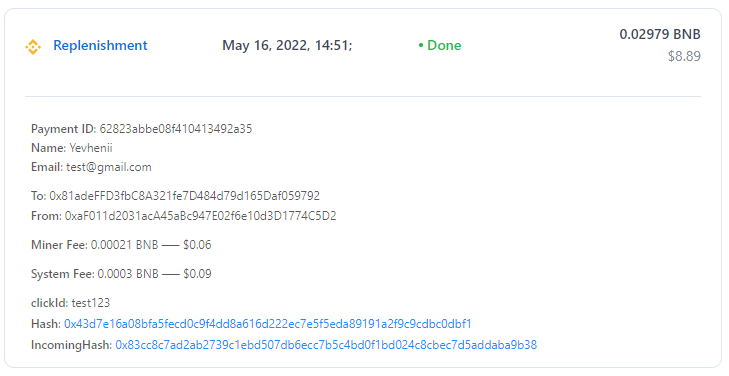 Replenishment May 16, 2022, 14:51; • Done 0.02979 BNB
$8.89
Payment ID: 62823abbe08f410413492a35
Name: Yevhenii
Email: test@gmail.com
To: 0x81adeFFD3fbC8A321fe7D484d79d165Daf059792
From: 0xaF011d2031acA45aBc947E02f6e10d3D1774C5D2
Miner Fee: 0.00021 BNB —– $0.06
System Fee: 0.0003 BNB —– $0.09
clickId: test123
Hash: 0x43d7e16a08bfa5fecd0c9f4dd8a616d222ec7e5f5eda89191a2f9c9cdbc0dbf1
IncomingHash: 0x83cc8c7ad2ab2739c1ebd507db6ecc7b5c4bd0f1bd024c8cbec7d5addaba9b38